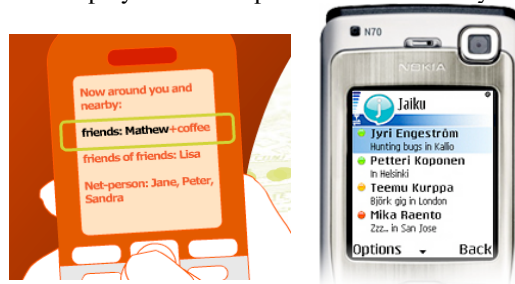 Now around you and
nearby:
friends: Mathew+coffee
friends of friends: Lisa
Net-person: Jane, Peter,
Sandra
N70
NOKIA
Jaiku
Jyri Engeström
Hunting bugs in Kallio
Petteri Koponen
In Helsinki
Teemu Kurppa
Björk gig in London
Mika Raento
Zzz.. in San Jose
Options
Back